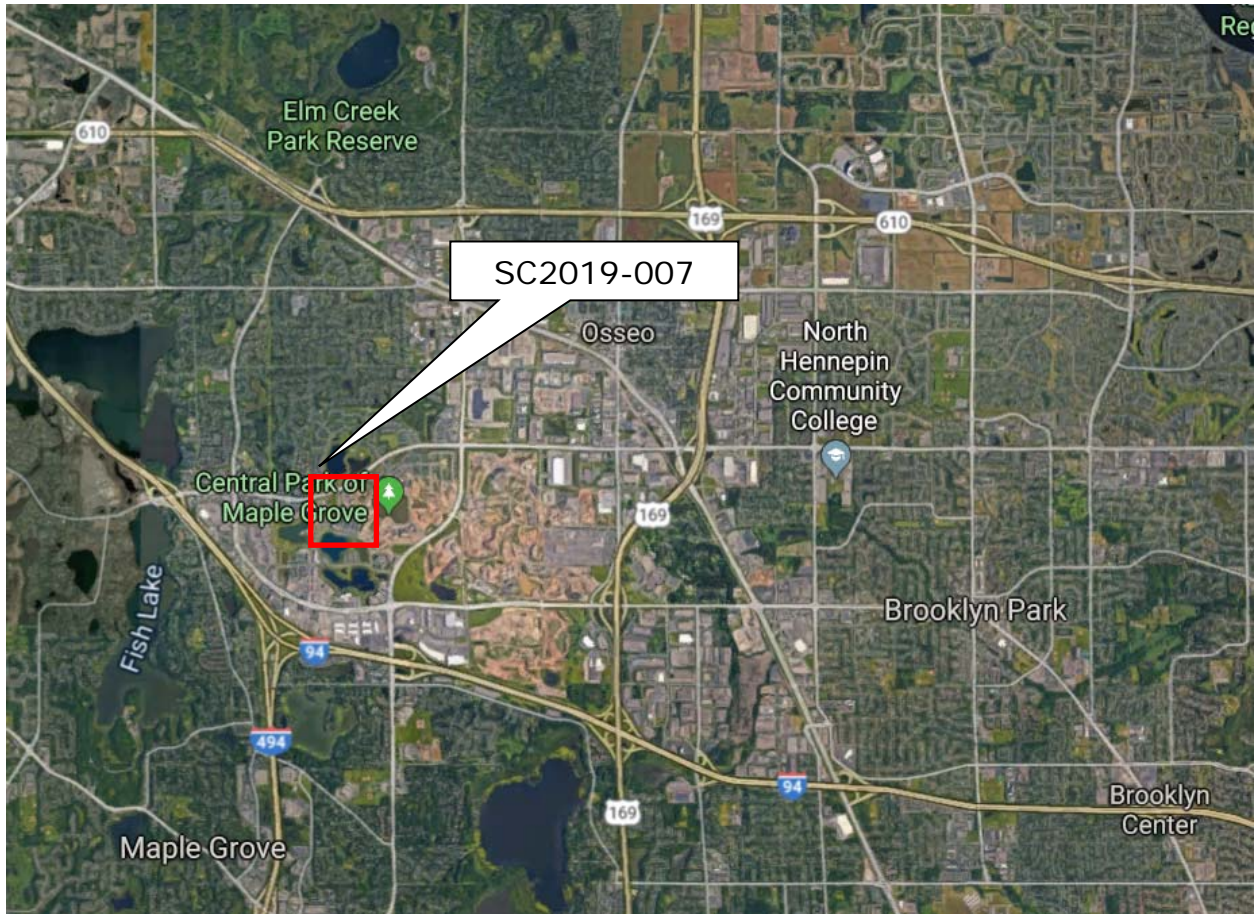 Reg
Elm Creek
Park Reserve
610
169
610
SC2019-007
Osseo
North
Hennepin
Community
College
Central Park of
Maple Grove
169
Fish Lake
Brooklyn Park
94
494
94
169
Brooklyn
Center
Maple Grove